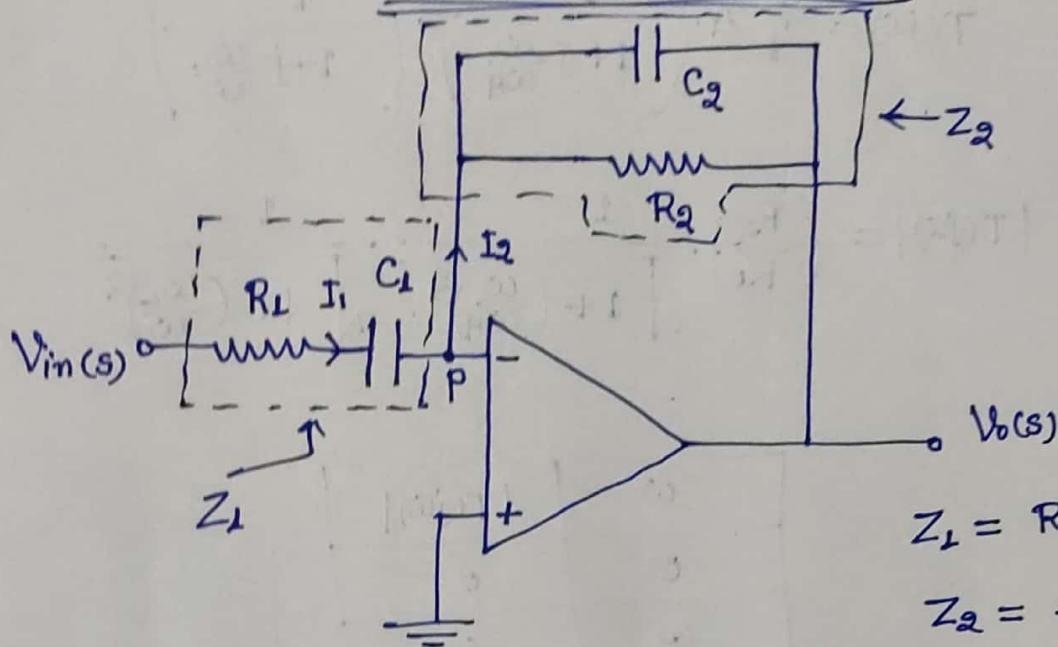 C2
← Z2
R2
I2
R1 I1 C1
Vin(s)
-
P
Vo(s)
Z1
+
Z1 = R
Z2 =